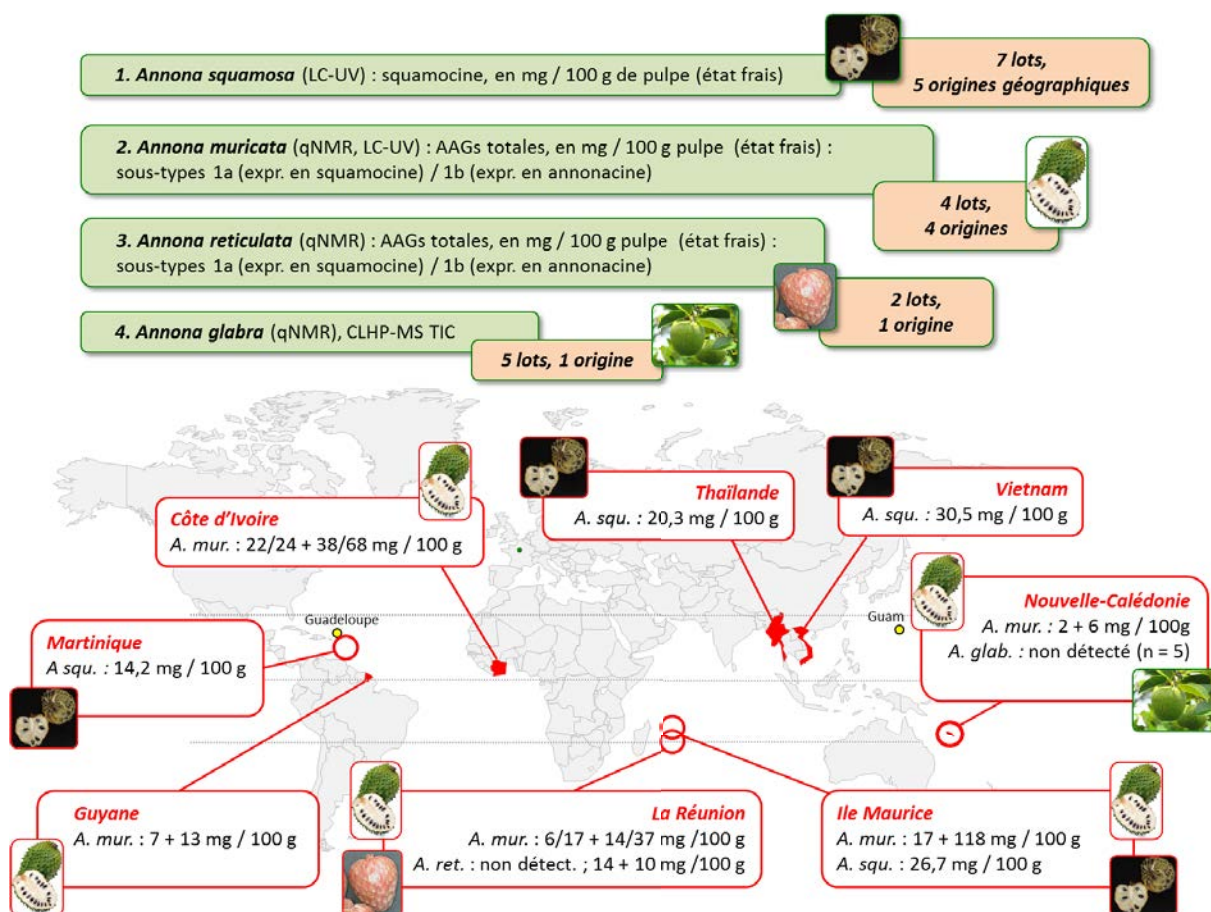 1. Annona squamosa (LC-UV) : squamocine, en mg / 100 g de pulpe (état frais)
7 lots,
5 origines géographiques
2. Annona muricata (qNMR, LC-UV) : AAGs totales, en mg / 100 g pulpe (état frais) :
sous-types 1a (expr. en squamocine) / 1b (expr. en annonacine)
4 lots,
4 origines
3. Annona reticulata (qNMR) : AAGs totales, en mg / 100 g pulpe (état frais) :
sous-types 1a (expr. en squamocine) / 1b (expr. en annonacine)
2 lots,
1 origine
4. Annona glabra (qNMR), CLHP-MS TIC
5 lots, 1 origine
Côte d'Ivoire
A. mur. : 22/24 + 38/68 mg / 100 g
Thaïlande
A. squ. : 20,3 mg / 100 g
Vietnam
A. squ. : 30,5 mg / 100 g
Nouvelle-Calédonie
A. mur. : 2 + 6 mg / 100g
A. glab. : non détecté (n = 5)
Guadeloupe
Guam
Martinique
A squ. : 14,2 mg / 100 g
Guyane
A. mur. : 7 + 13 mg / 100 g
La Réunion
A. mur. : 6/17 + 14/37 mg /100 g
A. ret. : non détect. ; 14 + 10 mg /100 g
Ile Maurice
A. mur. : 17 + 118 mg / 100 g
A. squ. : 26,7 mg / 100 g